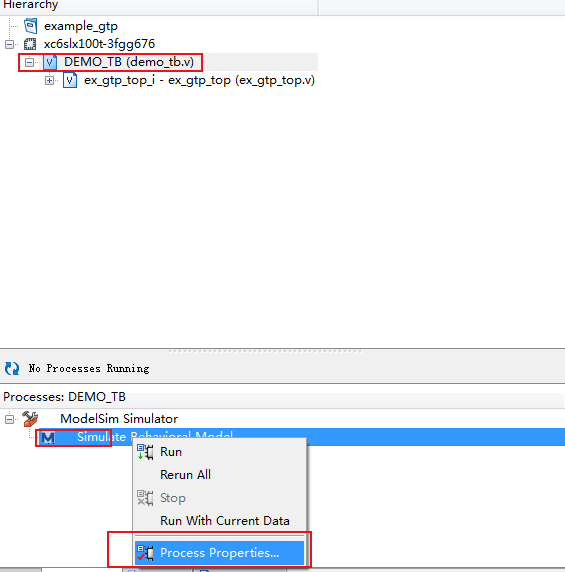 Hierarchy
example_gtp
xc6slx100t-3fgg676
DEMO_TB (demo_tb.v)
ex_gtp_top_i - ex_gtp_top (ex_gtp_top.v)
No Processes Running
Processes: DEMO_TB
ModelSim Simulator
Simulate Behavioral Model
Run
Rerun All
Stop
Run With Current Data
Process Properties...